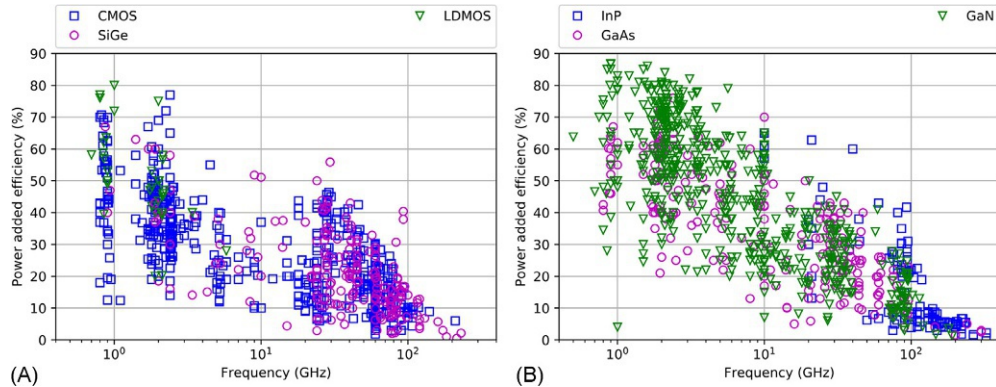 CMOS LDMOS
SiGe
90
80
70
60
50
40
30
20
10
0
Power added efficiency (%)
10⁰ 10¹ 10²
Frequency (GHz)
(A)
InP GaN
GaAs
90
80
70
60
50
40
30
20
10
0
Power added efficiency (%)
10⁰ 10¹ 10²
Frequency (GHz)
(B)